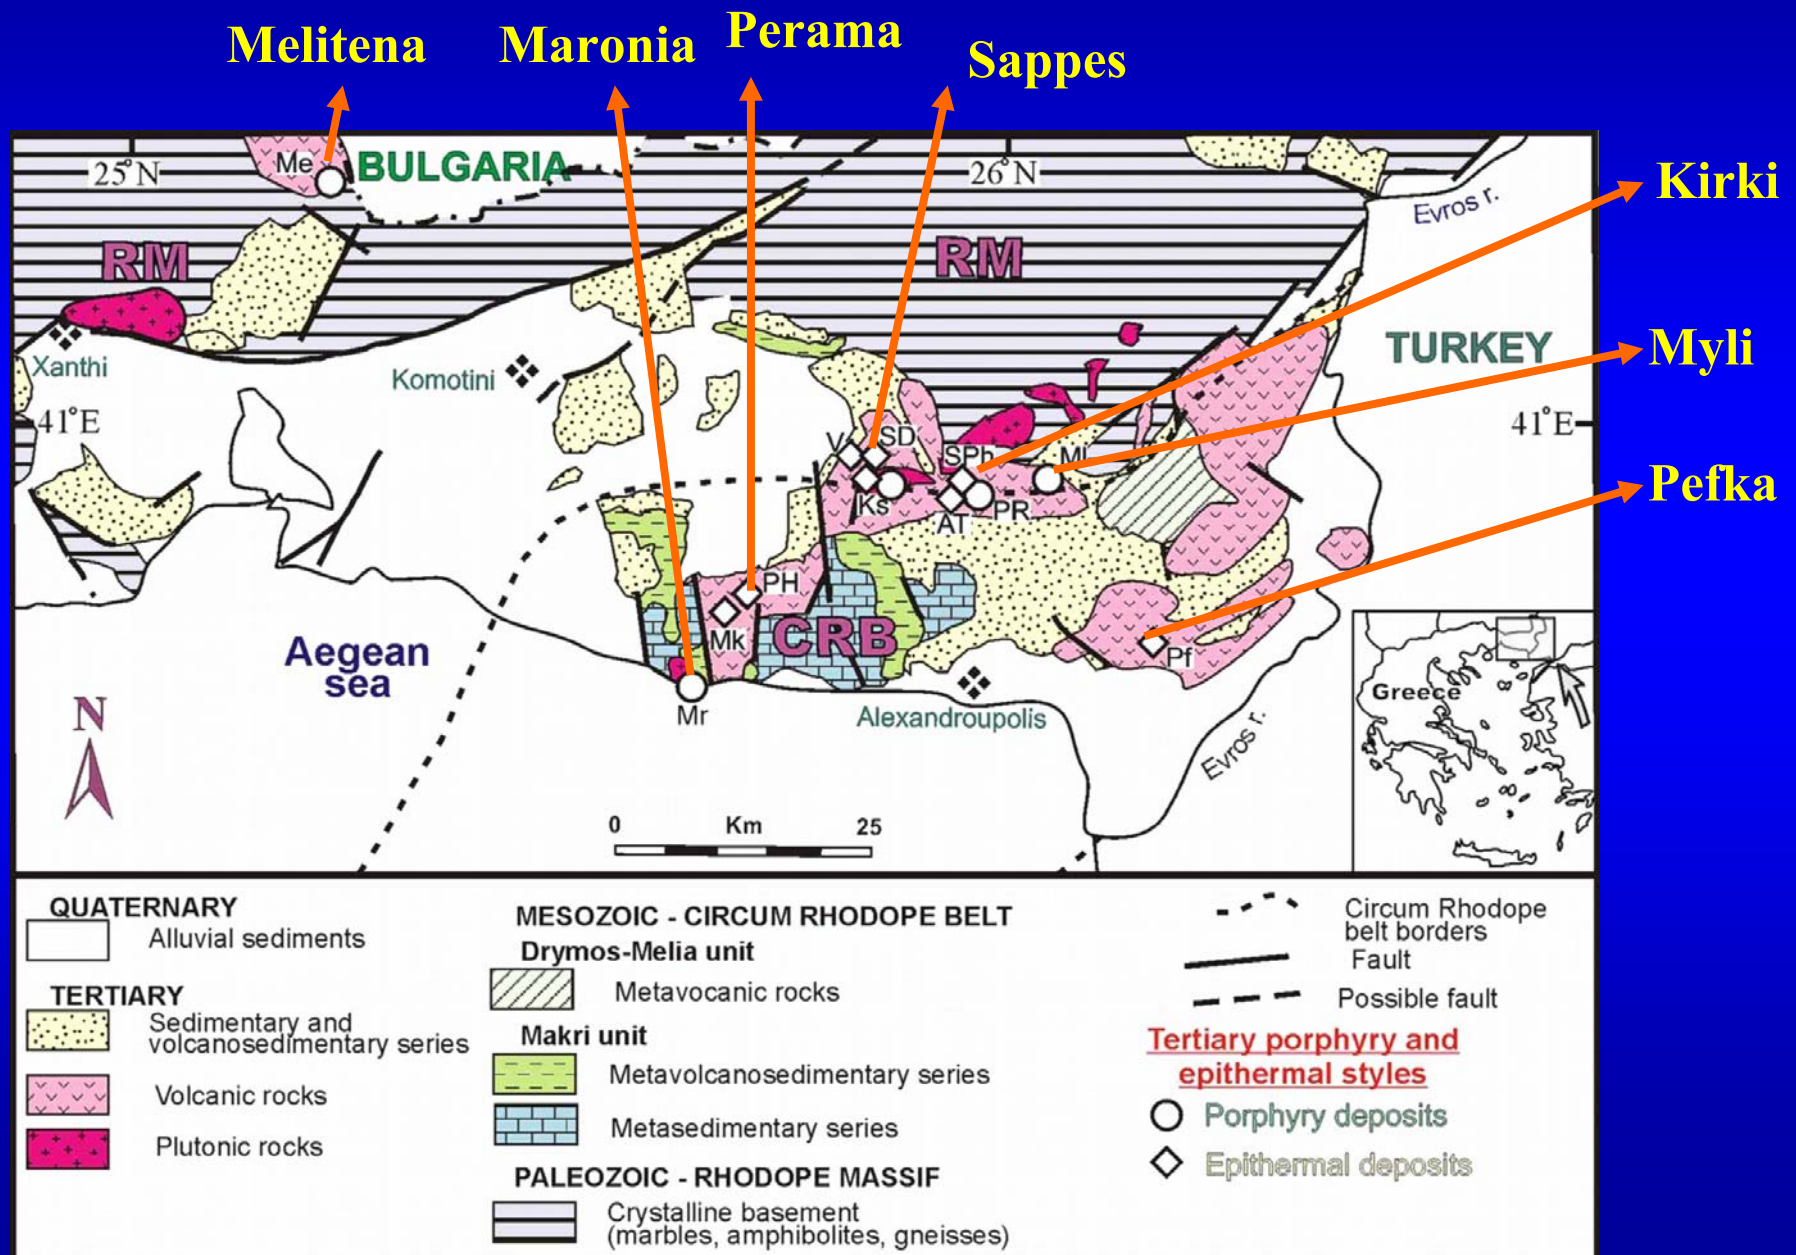 Melitena
Maronia
Perama
Sappes
Kirki
Myli
Pefka
25°N
Me
BULGARIA
26°N
Evros r.
RM
RM
Xanthi
Komotini
TURKEY
41°E
41°E
V
SD
SPh
MI
Ks
AT
PR
PH
Mk
CRB
Pf
Mr
Aegean
sea
N
Alexandroupolis
Evros r.
Greece
0 Km 25
QUATERNARY
Alluvial sediments
TERTIARY
Sedimentary and
volcanosedimentary series
Volcanic rocks
Plutonic rocks
MESOZOIC - CIRCUM RHODOPE BELT
Drymos-Melia unit
Metavocanic rocks
Makri unit
Metavolcanosedimentary series
Metasedimentary series
PALEOZOIC - RHODOPE MASSIF
Crystalline basement
(marbles, amphibolites, gneisses)
Circum Rhodope
belt borders
Fault
Possible fault
Tertiary porphyry and
epithermal styles
Porphyry deposits
Epithermal deposits